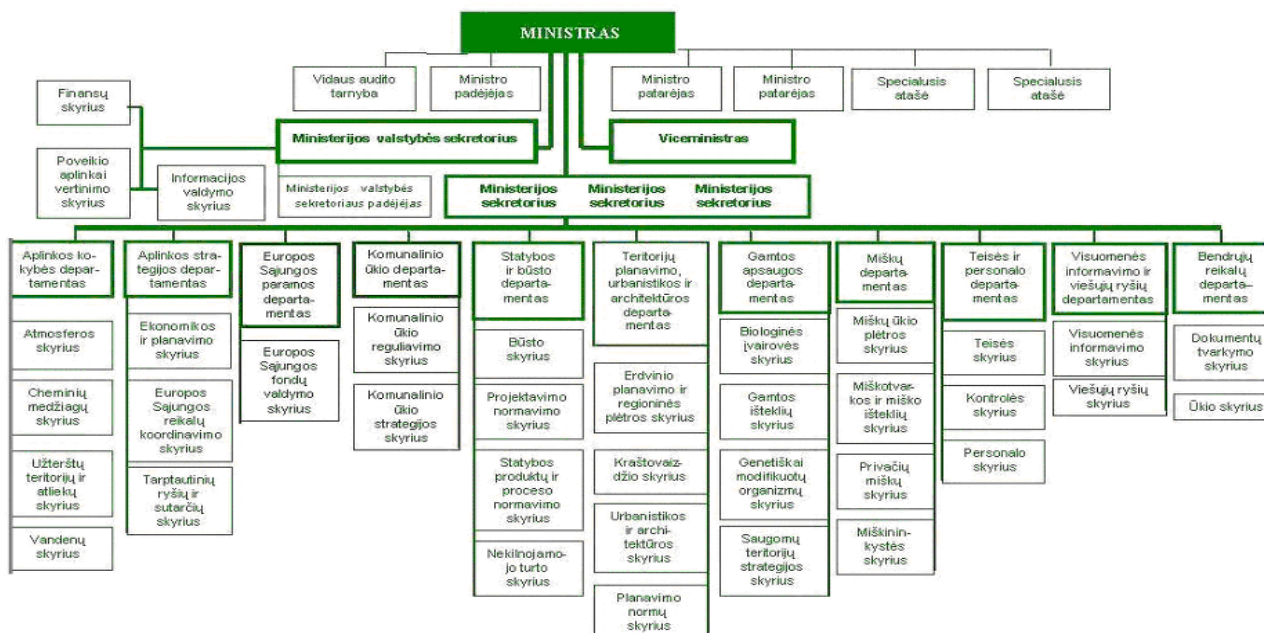 MINISTRAS
Vidaus audito
tarnyba
Ministro
padėjėjas
Ministro
patarėjas
Ministro
patarėjas
Specialusis
atašė
Specialusis
atašė
Finansų
skyrius
Ministerijos valstybės sekretorius
Viceministras
Poveikio
aplinkai
vertinimo
skyrius
Informacijos
valdymo
skyrius
Ministerijos valstybės
sekretoriaus padėjėjas
Ministerijos Ministerijos Ministerijos
sekretorius sekretorius sekretorius
Aplinkos ko-
kybės depar-
tamentas
Atmosferos
skyrius
Cheminių
medžiagų
skyrius
Užterštų
teritorijų ir
atliekų
skyrius
Vandenų
skyrius
Aplinkos stra-
tegijos depar-
tamentas
Ekonomikos
ir planavimo
skyrius
Europos
Sąjungos
reikalų
koordinavimo
skyrius
Tarptautinių
ryšių ir
sutarčių
skyrius
Europos
Sąjungos
paramos
departa-
mentas
Europos
Sąjungos
fondų
valdymo
skyrius
Komunalinio
ūkio departa-
mentas
Komunalinio
ūkio
reguliavimo
skyrius
Komunalinio
ūkio
strategijos
skyrius
Statybos
ir būsto
departa-
mentas
Būsto
skyrius
Projektavimo
normavimo
skyrius
Statybos
produktų ir
proceso
normavimo
skyrius
Nekilnojamo-
jo turto
skyrius
Teritorijų
planavimo,
urbanistikos ir
architektūros
departa-
mentas
Erdvinio
planavimo ir
regioninės
plėtros skyrius
Kraštovaiz-
džio skyrius
Urbanistikos
ir archi-
tektūros
skyrius
Planavimo
normų
skyrius
Gamtos
apsaugos
departa-
mentas
Biologinės
įvairovės
skyrius
Gamtos
išteklių
skyrius
Genetiškai
modifikuotų
organizmų
skyrius
Saugomų
teritorijų
strategijos
skyrius
Miškų
departa-
mentas
Miškų ūkio
plėtros
skyrius
Miškotvar-
kos ir miško
išteklių
skyrius
Privačių
miškų
skyrius
Miškinin-
kystės
skyrius
Teisės ir
personalo
departa-
mentas
Teisės
skyrius
Kontrolės
skyrius
Personalo
skyrius
Visuomenės
informavimo ir
viešųjų ryšių
departamentas
Visuomenės
informavimo
skyrius
Viešųjų ryšių
skyrius
Bendrųjų
reikalų
departa-
mentas
Dokumentų
tvarkymo
skyrius
Ūkio skyrius